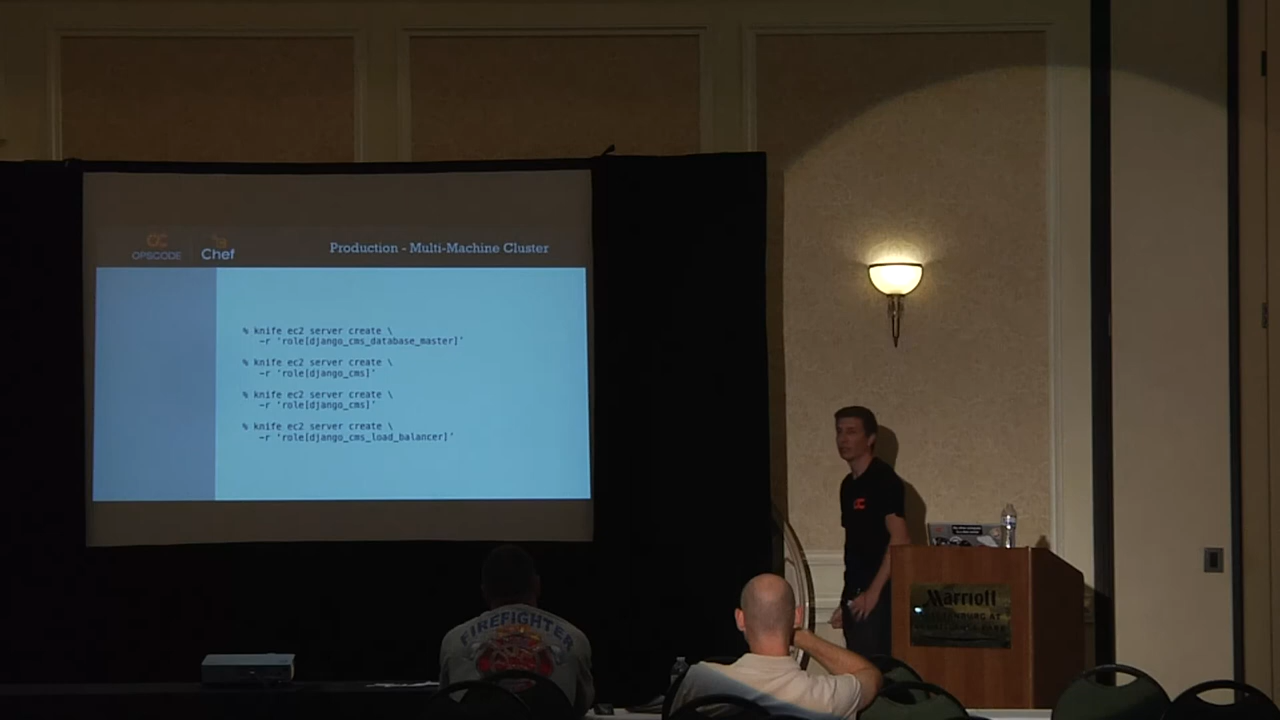 OPSCODE
Chef
Production - Multi-Machine Cluster
% knife ec2 server create \
-r ‘role[django_cms_database_master]’
% knife ec2 server create \
-r ‘role[django_cms]’
% knife ec2 server create \
-r ‘role[django_cms]’
% knife ec2 server create \
-r ‘role[django_cms_load_balancer]’
FIREFIGHTER
Marriott